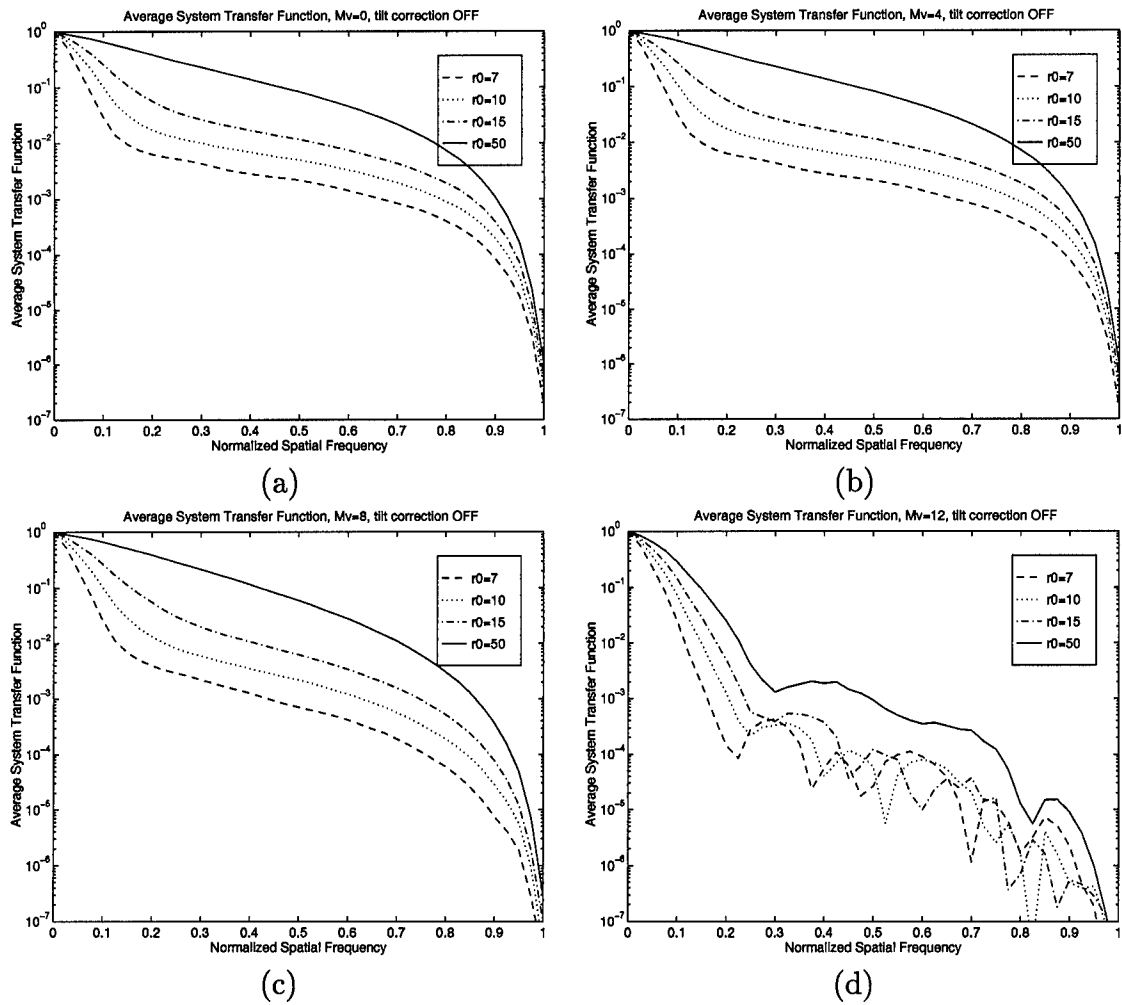 Average System Transfer Function, Mv=0, tilt correction OFF
Average System Transfer Function
10^0
10^-1
10^-2
10^-3
10^-4
10^-5
10^-6
10^-7
r0=7
r0=10
r0=15
r0=50
0 0.1 0.2 0.3 0.4 0.5 0.6 0.7 0.8 0.9 1
Normalized Spatial Frequency
(a)
Average System Transfer Function, Mv=4, tilt correction OFF
Average System Transfer Function
10^0
10^-1
10^-2
10^-3
10^-4
10^-5
10^-6
10^-7
r0=7
r0=10
r0=15
r0=50
0 0.1 0.2 0.3 0.4 0.5 0.6 0.7 0.8 0.9 1
Normalized Spatial Frequency
(b)
Average System Transfer Function, Mv=8, tilt correction OFF
Average System Transfer Function
10^0
10^-1
10^-2
10^-3
10^-4
10^-5
10^-6
10^-7
r0=7
r0=10
r0=15
r0=50
0 0.1 0.2 0.3 0.4 0.5 0.6 0.7 0.8 0.9 1
Normalized Spatial Frequency
(c)
Average System Transfer Function, Mv=12, tilt correction OFF
Average System Transfer Function
10^0
10^-1
10^-2
10^-3
10^-4
10^-5
10^-6
10^-7
r0=7
r0=10
r0=15
r0=50
0 0.1 0.2 0.3 0.4 0.5 0.6 0.7 0.8 0.9 1
Normalized Spatial Frequency
(d)